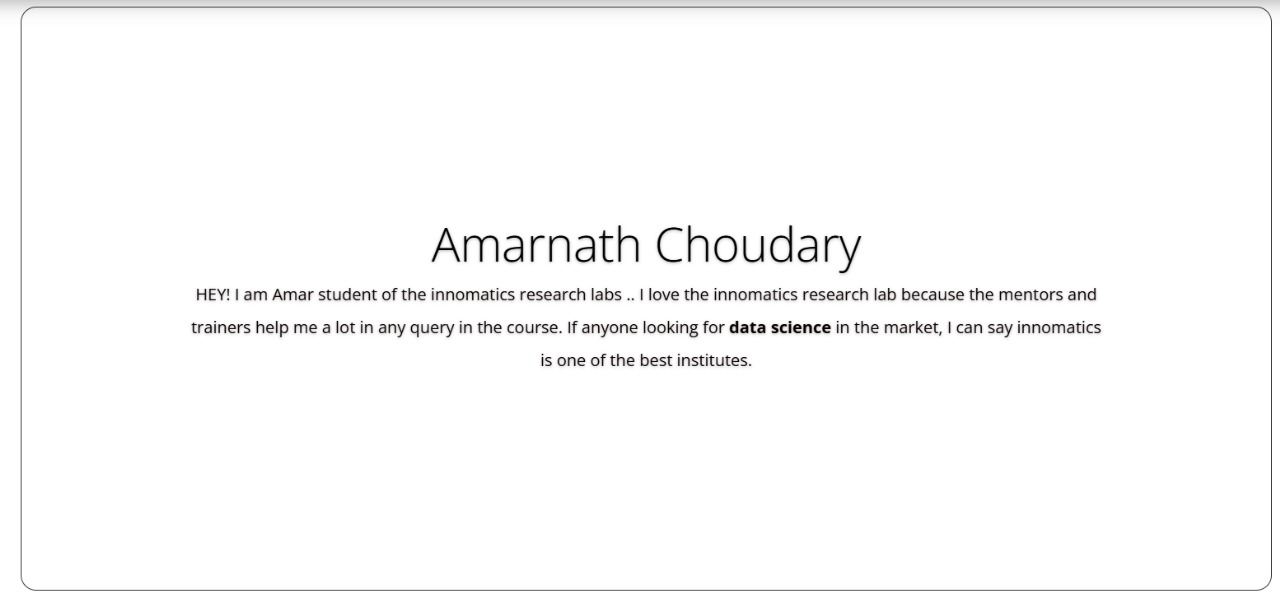 Amarnath Choudary
HEY! I am Amar student of the innomatics research labs .. I love the innomatics research lab because the mentors and
trainers help me a lot in any query in the course. If anyone looking for data science in the market, I can say innomatics
is one of the best institutes.